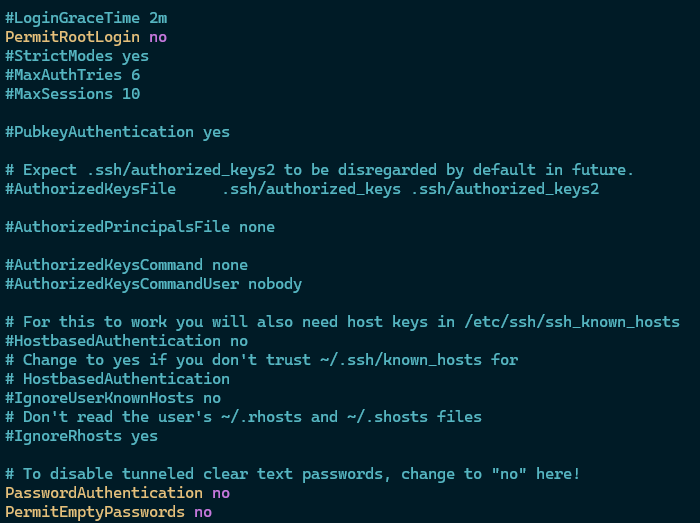 #LoginGraceTime 2m
PermitRootLogin no
#StrictModes yes
#MaxAuthTries 6
#MaxSessions 10

#PubkeyAuthentication yes

# Expect .ssh/authorized_keys2 to be disregarded by default in future.
#AuthorizedKeysFile     .ssh/authorized_keys .ssh/authorized_keys2

#AuthorizedPrincipalsFile none

#AuthorizedKeysCommand none
#AuthorizedKeysCommandUser nobody

# For this to work you will also need host keys in /etc/ssh/ssh_known_hosts
#HostbasedAuthentication no
# Change to yes if you don't trust ~/.ssh/known_hosts for
# HostbasedAuthentication
#IgnoreUserKnownHosts no
# Don't read the user's ~/.rhosts and ~/.shosts files
#IgnoreRhosts yes

# To disable tunneled clear text passwords, change to "no" here!
PasswordAuthentication no
PermitEmptyPasswords no